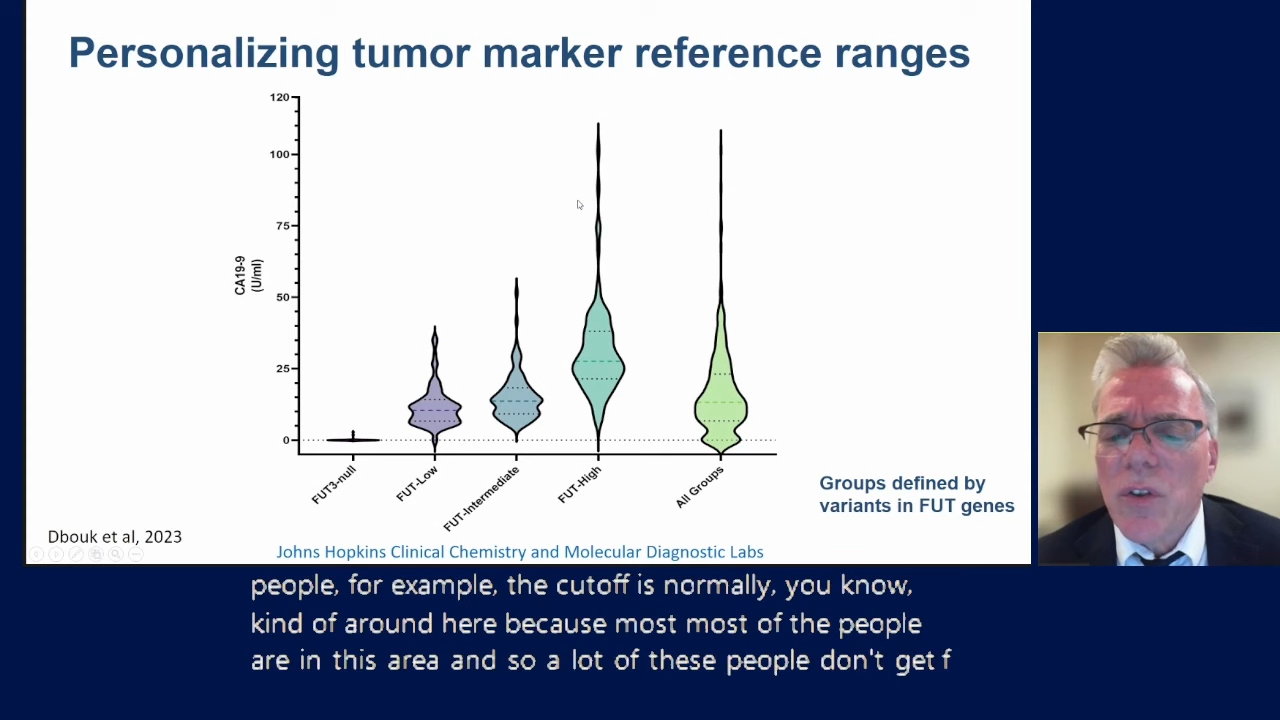 Personalizing tumor marker reference ranges
120
100
75
50
25
0
CA19-9
(U/ml)
FUT3-null
FUT-Low
FUT-Intermediate
FUT-High
All Groups
Groups defined by
variants in FUT genes
Dbouk et al, 2023
Johns Hopkins Clinical Chemistry and Molecular Diagnostic Labs
people, for example, the cutoff is normally, you know,
kind of around here because most most of the people
are in this area and so a lot of these people don't get f